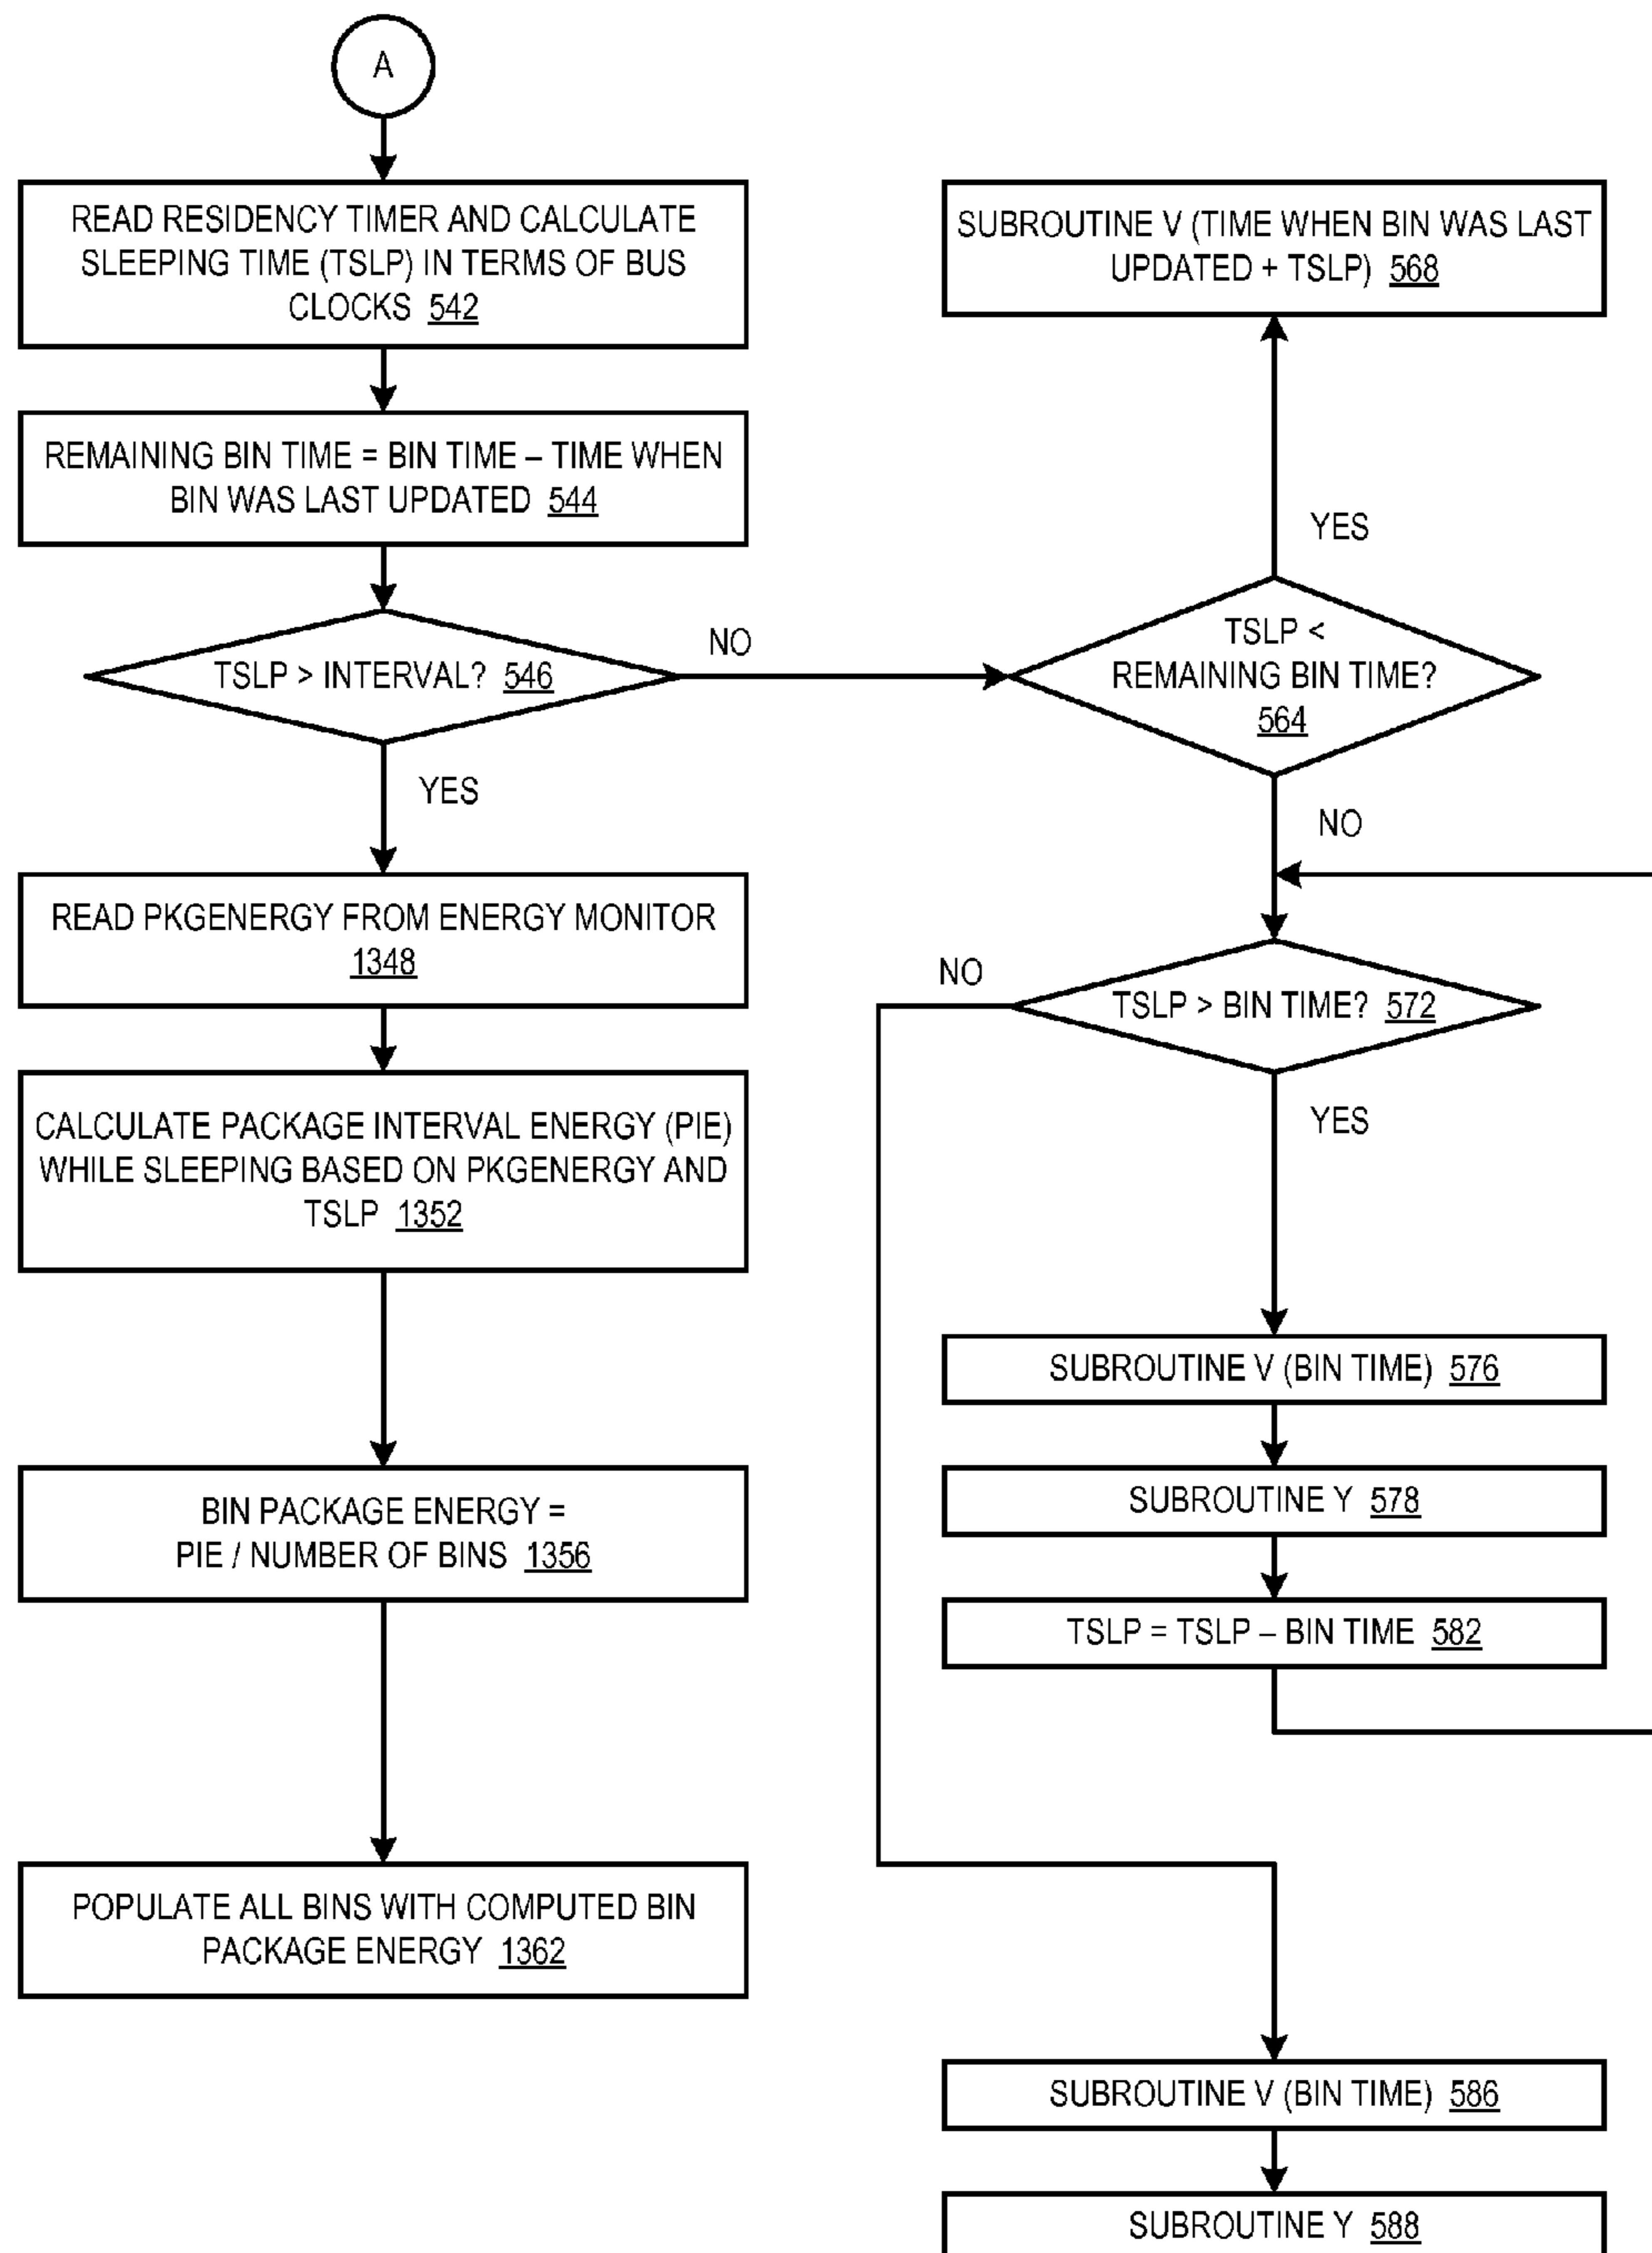 A
READ RESIDENCY TIMER AND CALCULATE
SLEEPING TIME (TSLP) IN TERMS OF BUS
CLOCKS 542
REMAINING BIN TIME = BIN TIME – TIME WHEN
BIN WAS LAST UPDATED 544
TSLP > INTERVAL? 546
NO
YES
READ PKGENERGY FROM ENERGY MONITOR
1348
CALCULATE PACKAGE INTERVAL ENERGY (PIE)
WHILE SLEEPING BASED ON PKGENERGY AND
TSLP 1352
BIN PACKAGE ENERGY =
PIE / NUMBER OF BINS 1356
POPULATE ALL BINS WITH COMPUTED BIN
PACKAGE ENERGY 1362
SUBROUTINE V (TIME WHEN BIN WAS LAST
UPDATED + TSLP) 568
YES
TSLP <
REMAINING BIN TIME?
564
NO
NO
TSLP > BIN TIME? 572
YES
SUBROUTINE V (BIN TIME) 576
SUBROUTINE Y 578
TSLP = TSLP – BIN TIME 582
SUBROUTINE V (BIN TIME) 586
SUBROUTINE Y 588